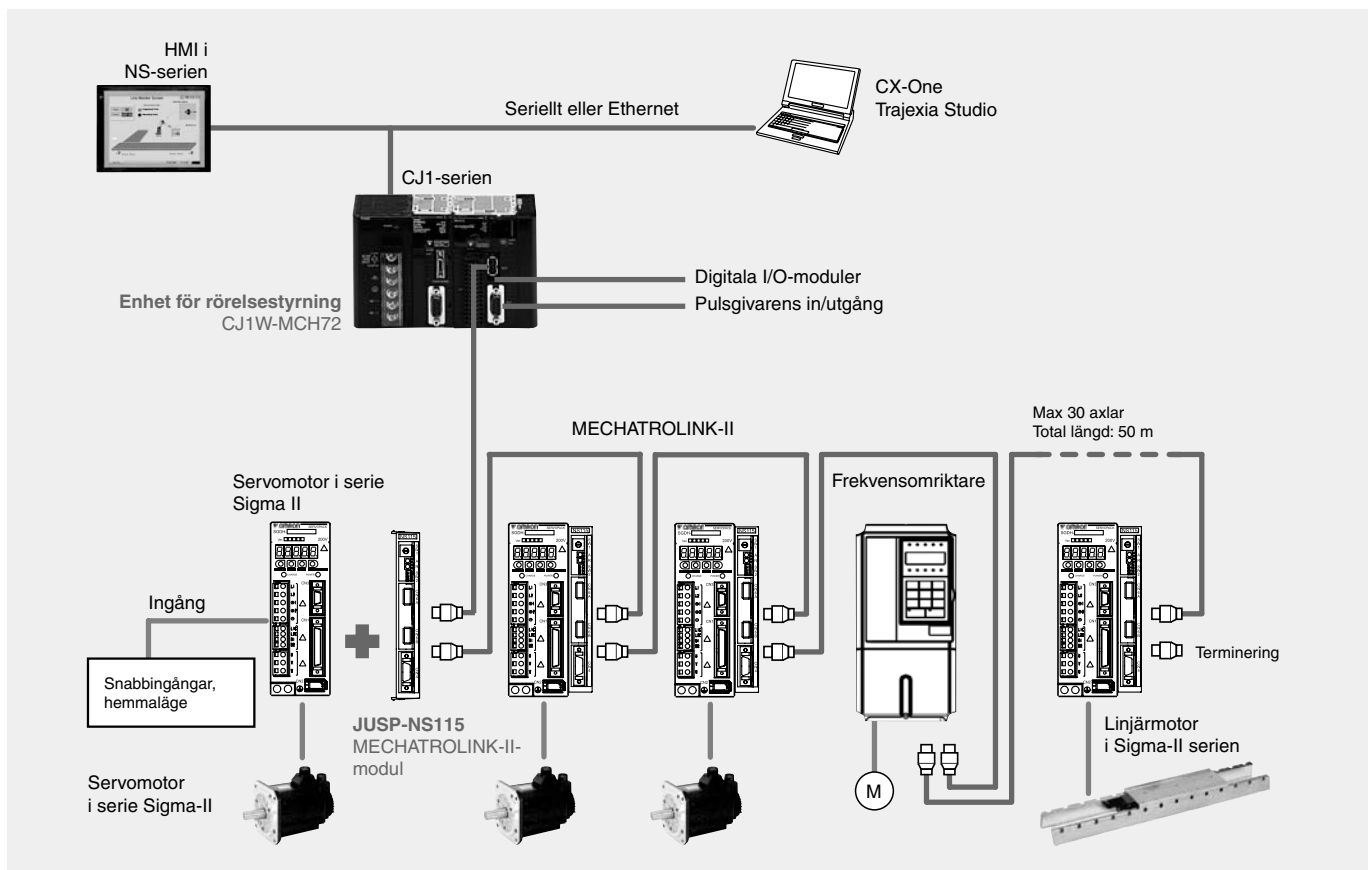 HMI i
NS-serien
Seriellt eller Ethernet
CX-One
Trajexia Studio
CJ1-serien
Digitala I/O-moduler
Pulsgivarens in/utgång
Enhet för rörelsestyrning
CJ1W-MCH72
MECHATROLINK-II
Max 30 axlar
Total längd: 50 m
Servomotor i serie
Sigma II
Frekvensomriktare
Ingång
Snabbingångar,
hemmaläge
Terminering
JUSP-NS115
MECHATROLINK-II-
modul
Linjärmotor
i Sigma-II serien
Servomotor
i serie Sigma-II
M